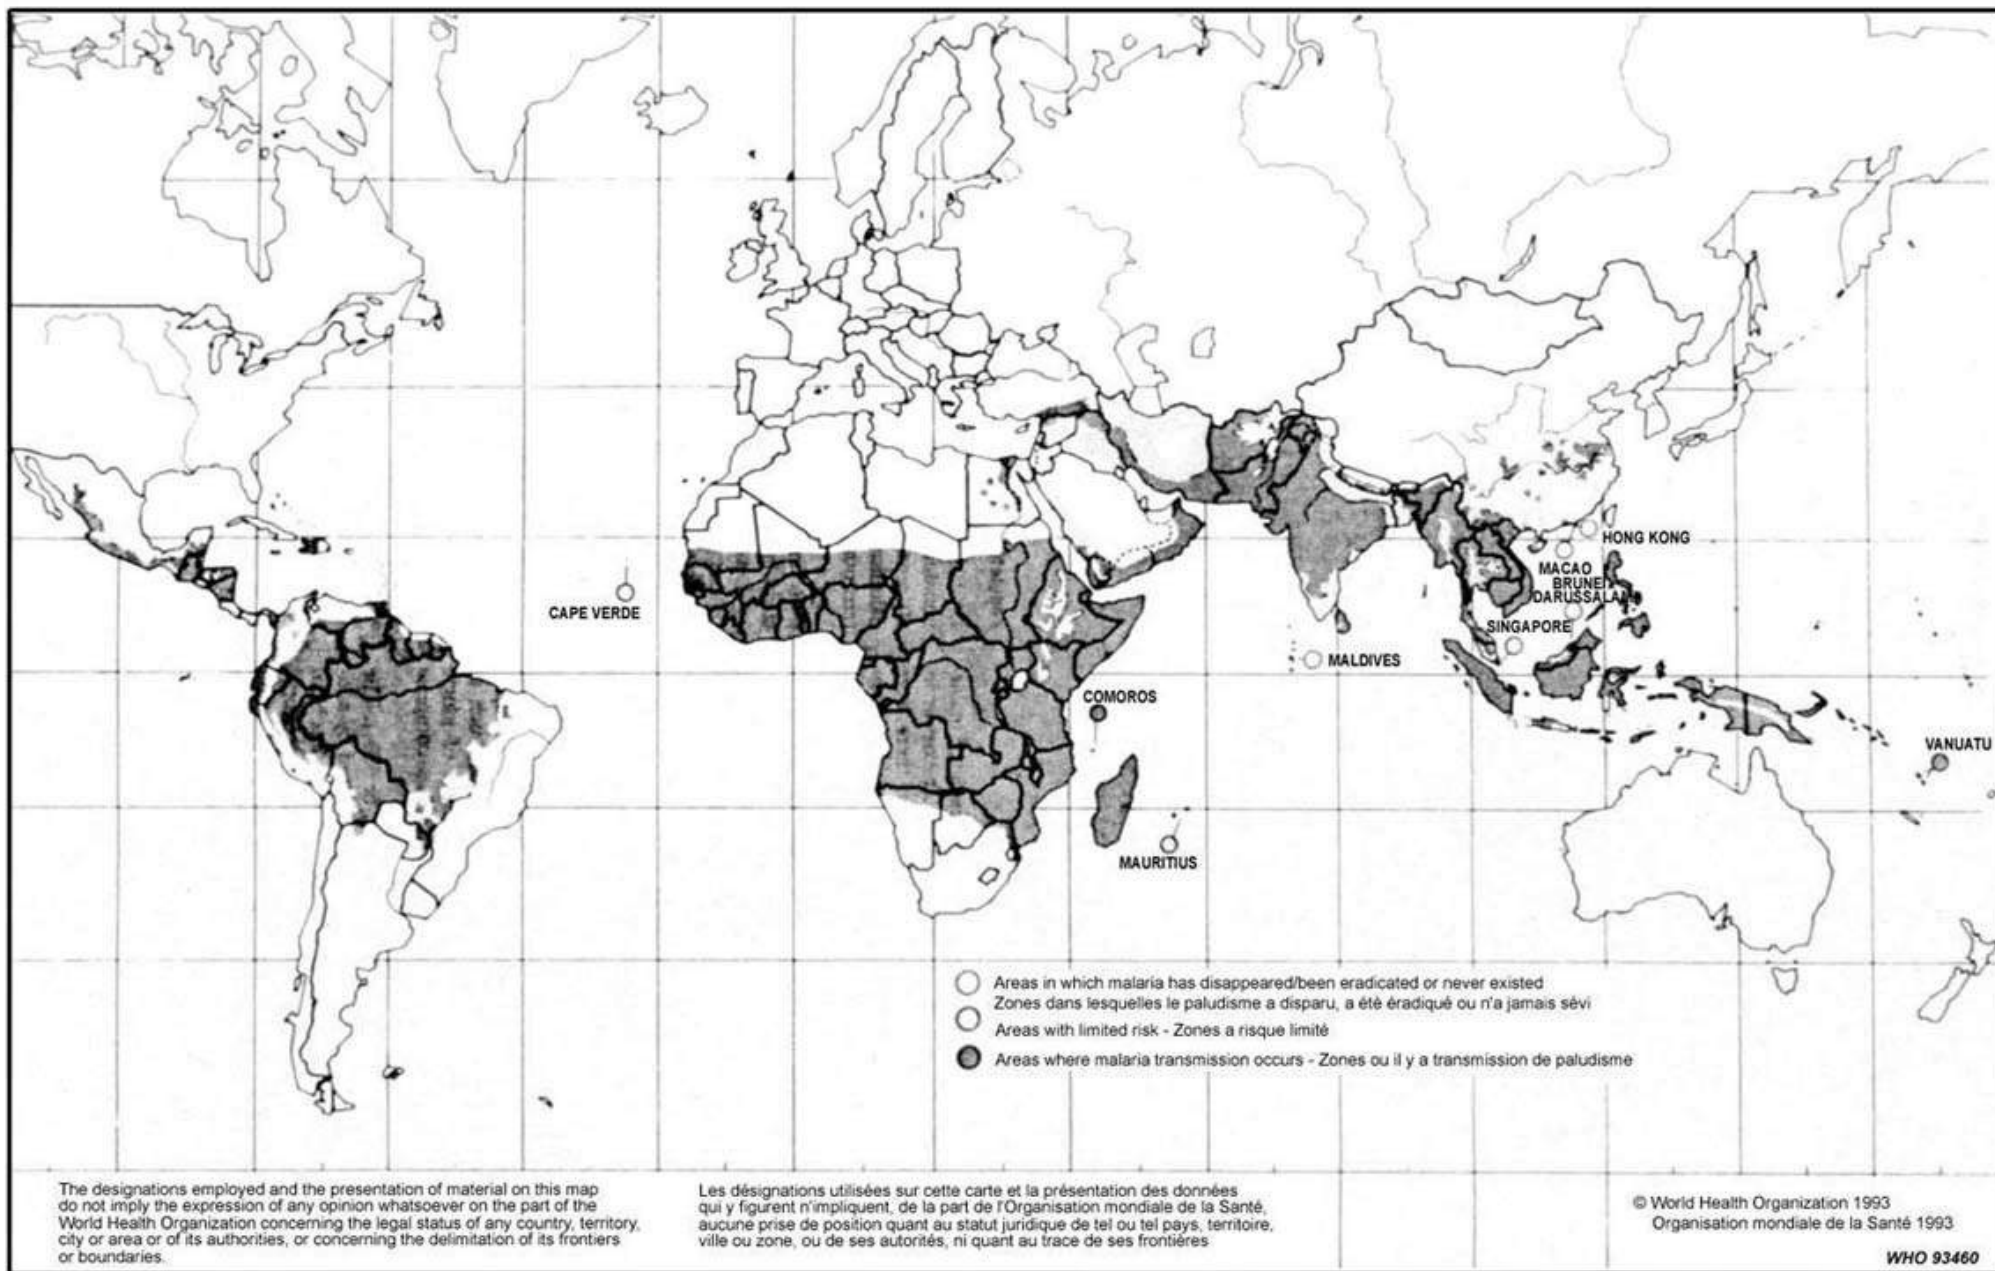 HONG KONG
MACAO
BRUNEI
DARUSSALAM
CAPE VERDE
SINGAPORE
MALDIVES
COMOROS
VANUATU
MAURITIUS
Areas in which malaria has disappeared/been eradicated or never existed
Zones dans lesquelles le paludisme a disparu, a été éradiqué ou n'a jamais sévi
Areas with limited risk - Zones a risque limité
Areas where malaria transmission occurs - Zones ou il y a transmission de paludisme
The designations employed and the presentation of material on this map
do not imply the expression of any opinion whatsoever on the part of the
World Health Organization concerning the legal status of any country, territory,
city or area or of its authorities, or concerning the delimitation of its frontiers
or boundaries.
Les désignations utilisées sur cette carte et la présentation des données
qui y figurent n'impliquent, de la part de l'Organisation mondiale de la Santé,
aucune prise de position quant au statut juridique de tel ou tel pays, territoire,
ville ou zone, ou de ses autorités, ni quant au trace de ses frontières
© World Health Organization 1993
Organisation mondiale de la Santé 1993
WHO 93460